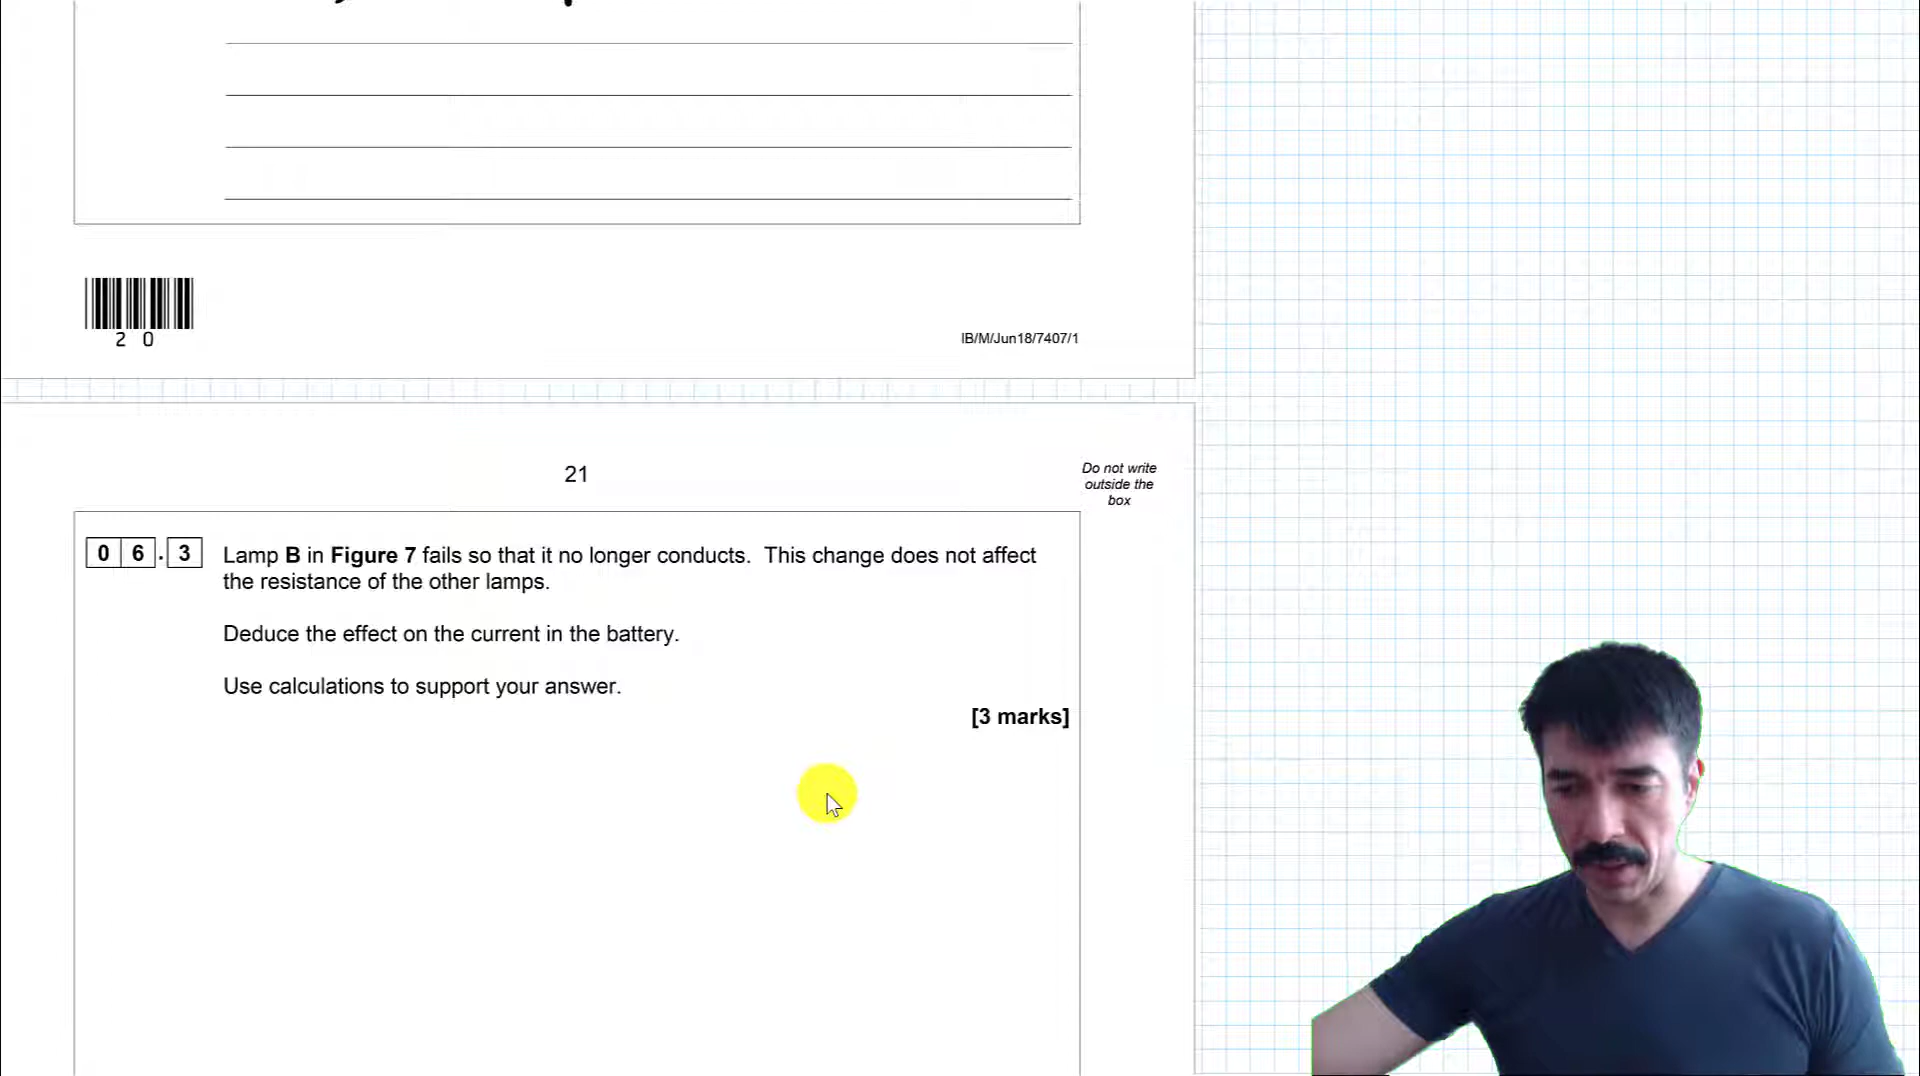 2 0
IB/M/Jun18/7407/1
21
Do not write
outside the
box
0 6 . 3 Lamp B in Figure 7 fails so that it no longer conducts. This change does not affect
the resistance of the other lamps.
Deduce the effect on the current in the battery.
Use calculations to support your answer.
[3 marks]